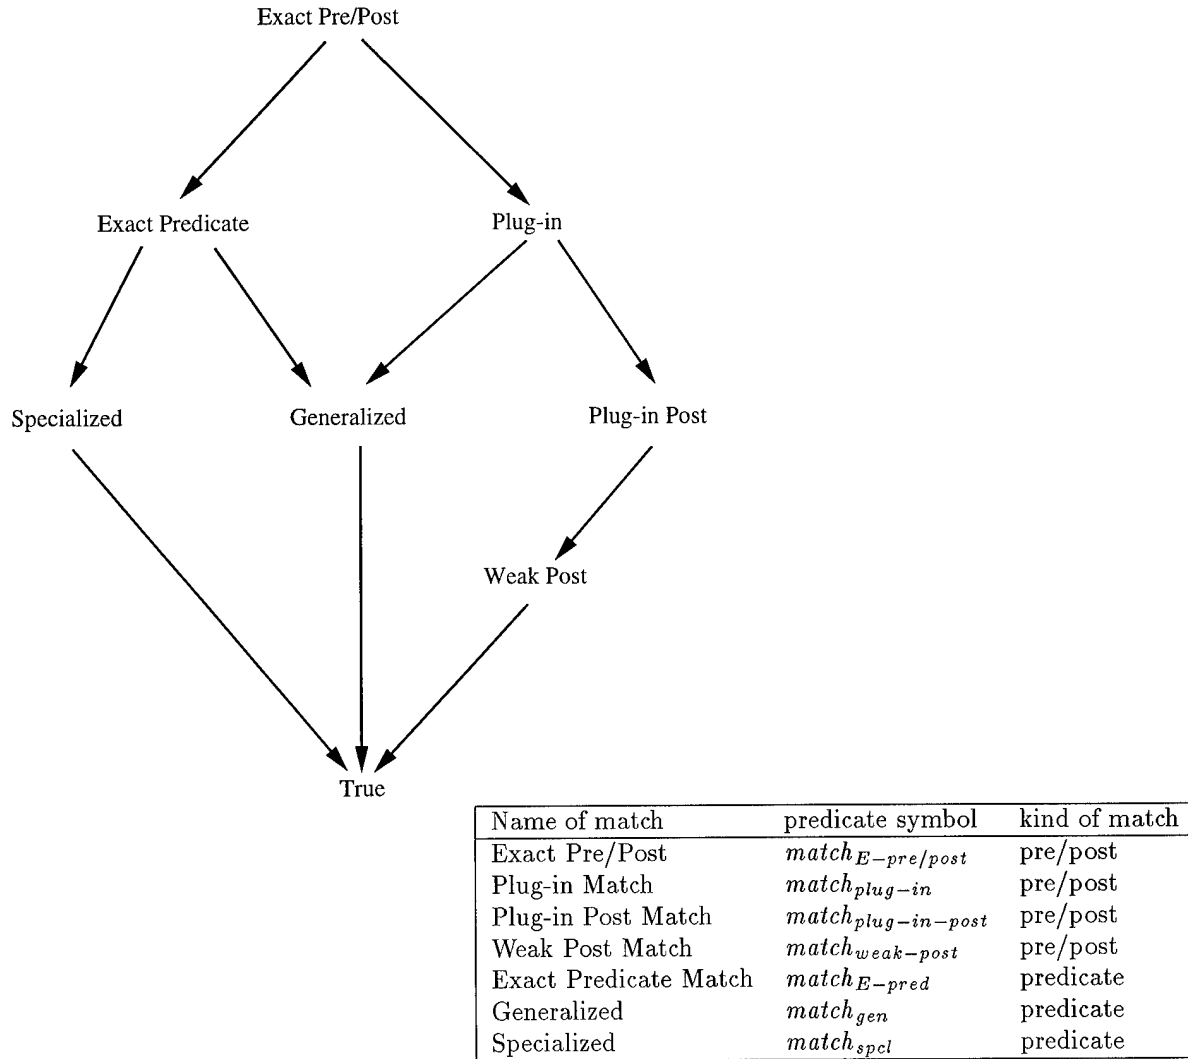 Exact Pre/Post
Exact Predicate
Plug-in
Specialized
Generalized
Plug-in Post
Weak Post
True
Name of match predicate symbol kind of match
Exact Pre/Post match_{E-pre/post} pre/post
Plug-in Match match_{plug-in} pre/post
Plug-in Post Match match_{plug-in-post} pre/post
Weak Post Match match_{weak-post} pre/post
Exact Predicate Match match_{E-pred} predicate
Generalized match_{gen} predicate
Specialized match_{spcl} predicate